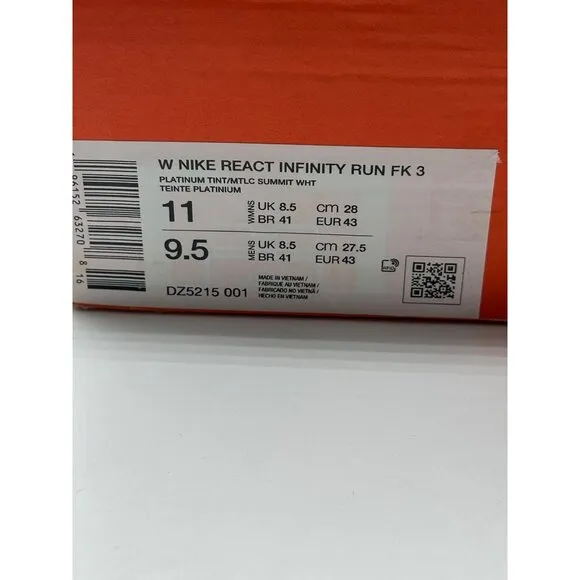 W NIKE REACT INFINITY RUN FK 3
PLATINUM TINT/MTLC SUMMIT WHT
TEINTE PLATINIUM
11 WMNS UK 8.5 cm 28
BR 41 EUR 43
9.5 MENS UK 8.5 cm 27.5
BR 41 EUR 43
DZ5215 001
MADE IN VIETNAM /
FABRIQUÉ AU VIETNAM /
FABRICADO NO VIETNÃ /
HECHO EN VIETNAM
96152 63270 8 16